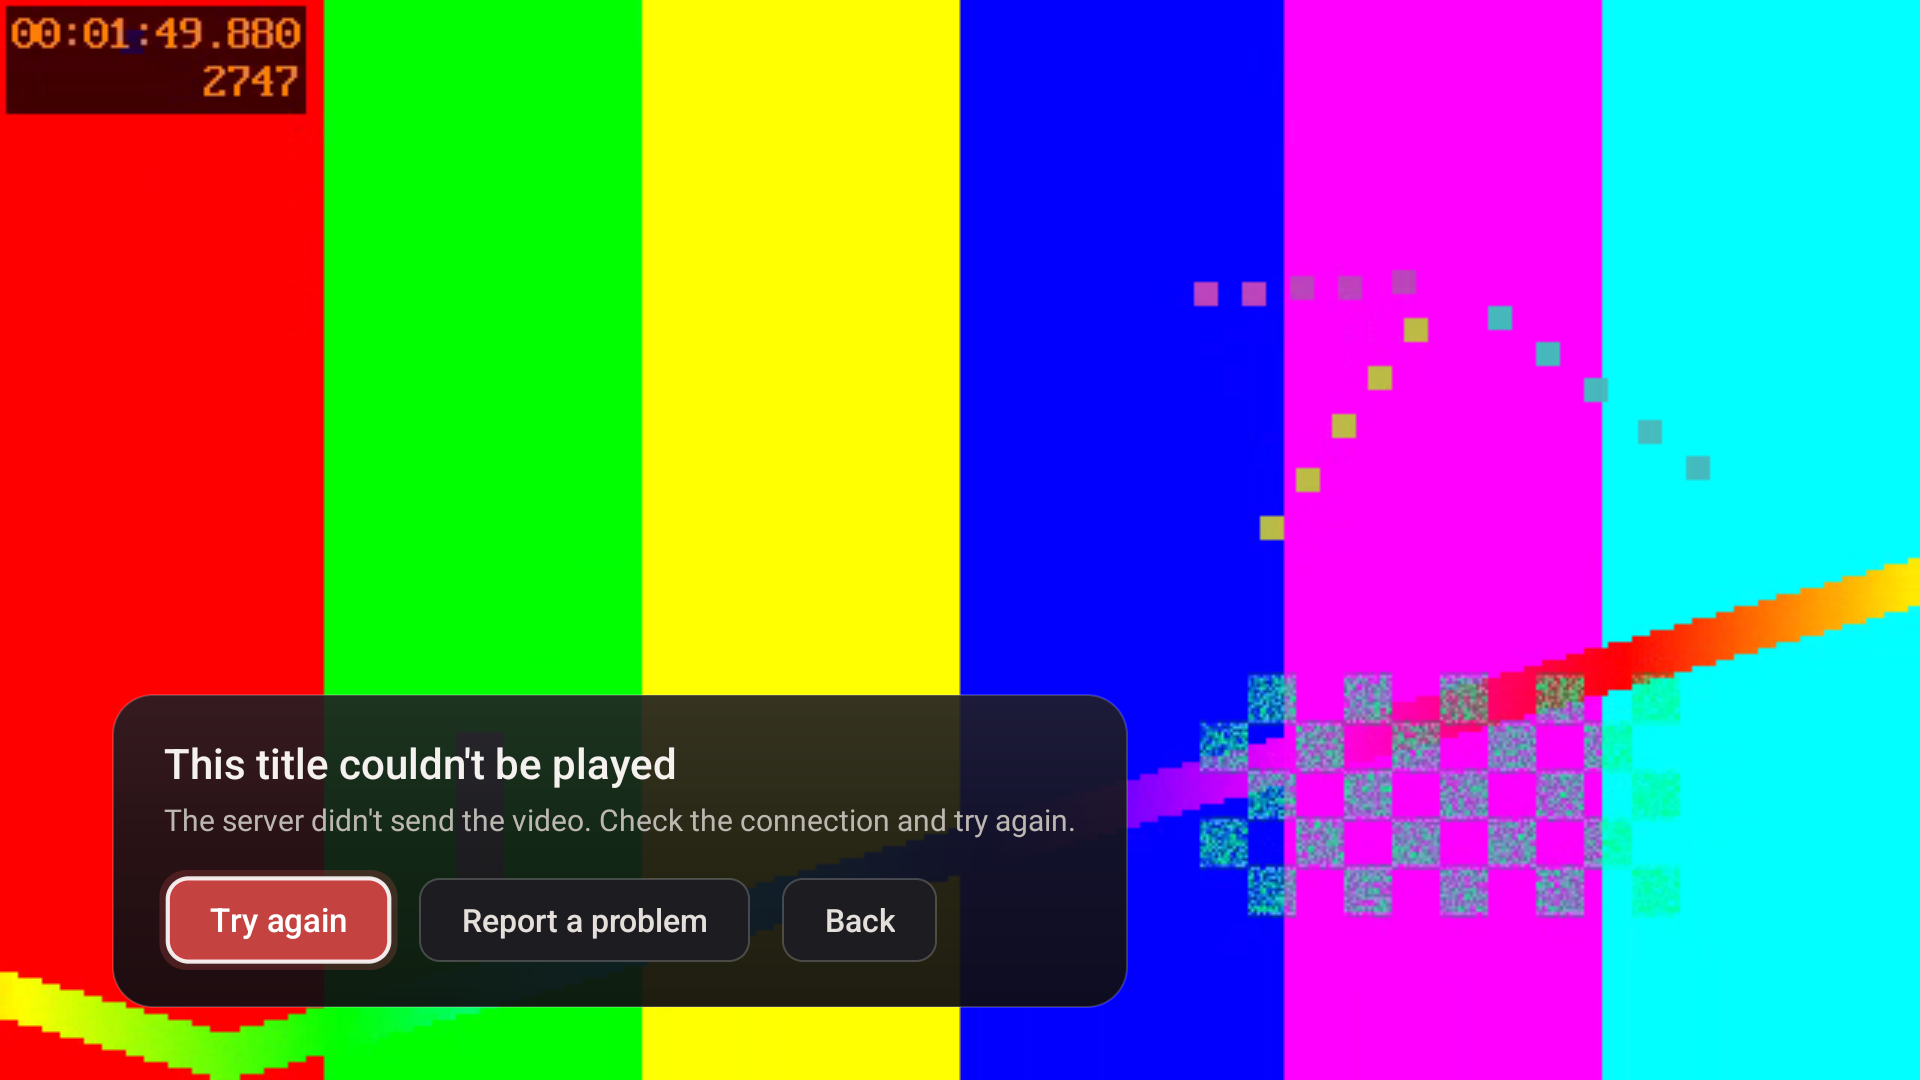 00:01:49.880
2747
This title couldn't be played
The server didn't send the video. Check the connection and try again.
Try again
Report a problem
Back